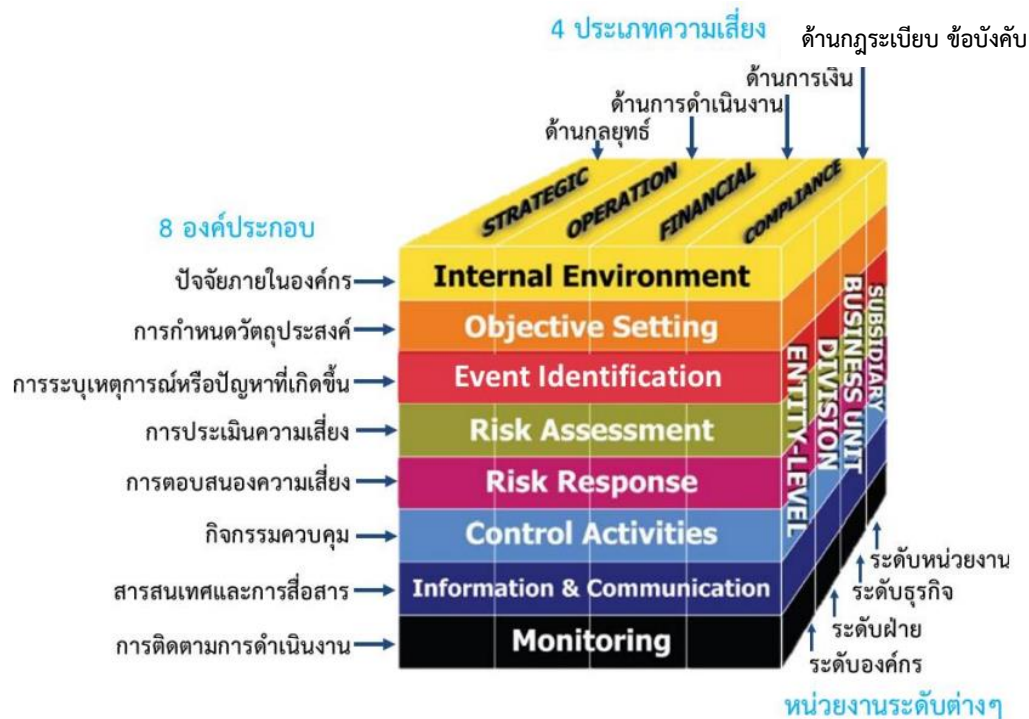 4 ประเภทความเสี่ยง
ด้านกฎระเบียบ ข้อบังคับ
ด้านการเงิน
ด้านการดำเนินงาน
ด้านกลยุทธ์
STRATEGIC
OPERATION
FINANCIAL
COMPLIANCE
8 องค์ประกอบ
ปัจจัยภายในองค์กร
Internal Environment
การกำหนดวัตถุประสงค์
Objective Setting
การระบุเหตุการณ์หรือปัญหาที่เกิดขึ้น
Event Identification
การประเมินความเสี่ยง
Risk Assessment
การตอบสนองความเสี่ยง
Risk Response
กิจกรรมควบคุม
Control Activities
สารสนเทศและการสื่อสาร
Information & Communication
การติดตามการดำเนินงาน
Monitoring
ENTITY-LEVEL
DIVISION
BUSINESS UNIT
SUBSIDIARY
ระดับหน่วยงาน
ระดับธุรกิจ
ระดับฝ่าย
ระดับองค์กร
หน่วยงานระดับต่างๆ